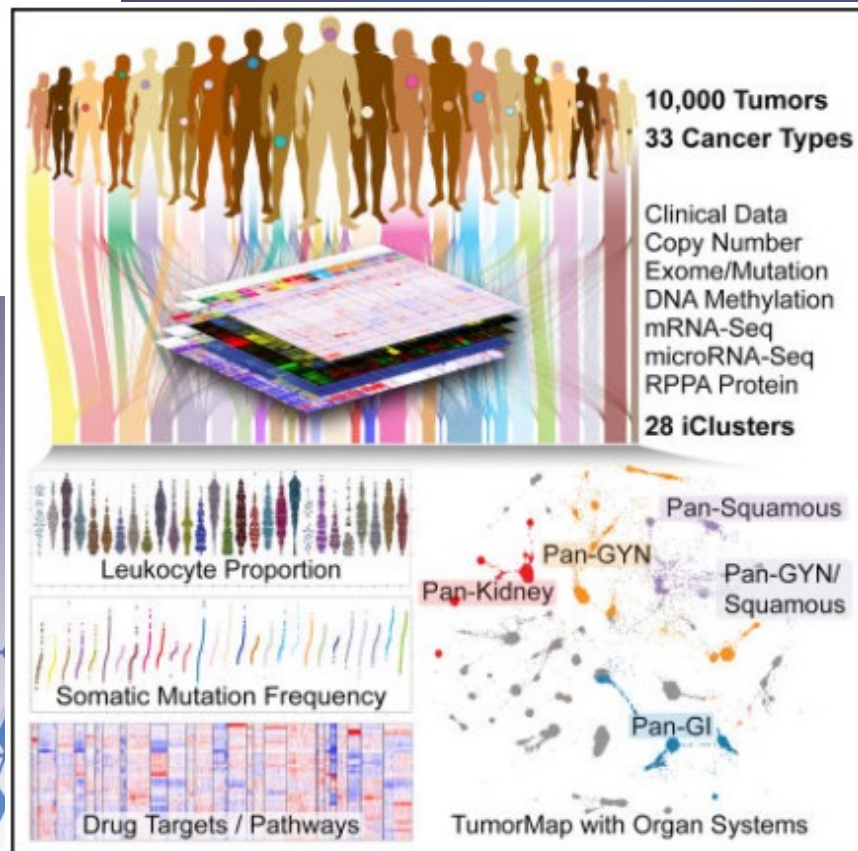 10,000 Tumors
33 Cancer Types
Clinical Data
Copy Number
Exome/Mutation
DNA Methylation
mRNA-Seq
microRNA-Seq
RPPA Protein
28 iClusters
Leukocyte Proportion
Somatic Mutation Frequency
Drug Targets / Pathways
Pan-Squamous
Pan-GYN
Pan-Kidney
Pan-GYN/
Squamous
Pan-GI
TumorMap with Organ Systems